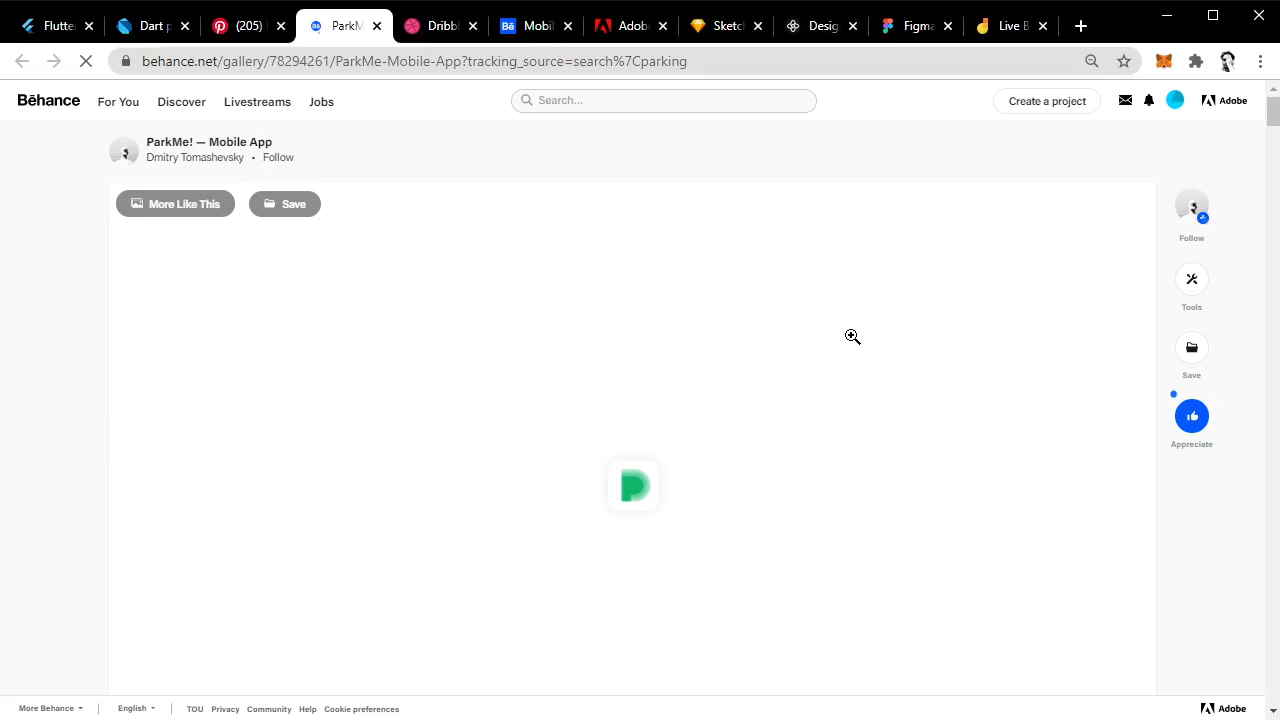 Flutte
Dart p
(205)
ParkM
Dribbl
Mobil
Adob
Sketch
Desig
Figma
Live B
behance.net/gallery/78294261/ParkMe-Mobile-App?tracking_source=search%7Cparking
Bēhance
For You
Discover
Livestreams
Jobs
Search...
Create a project
Adobe
ParkMe! — Mobile App
Dmitry Tomashevsky • Follow
More Like This
Save
Follow
Tools
Save
Appreciate
P
More Behance
English
TOU
Privacy
Community
Help
Cookie preferences
Adobe